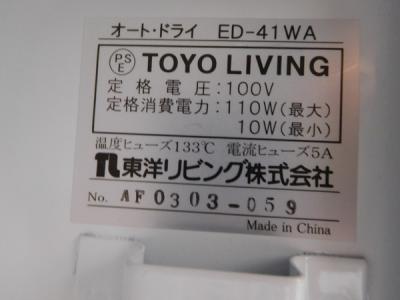 オート・ドライ ED-41WA
PSE TOYO LIVING
定格電圧:100V
定格消費電力:110W(最大)
10W(最小)
温度ヒューズ133℃ 電流ヒューズ5A
TL東洋リビング株式会社
No. AF0303-059
Made in China